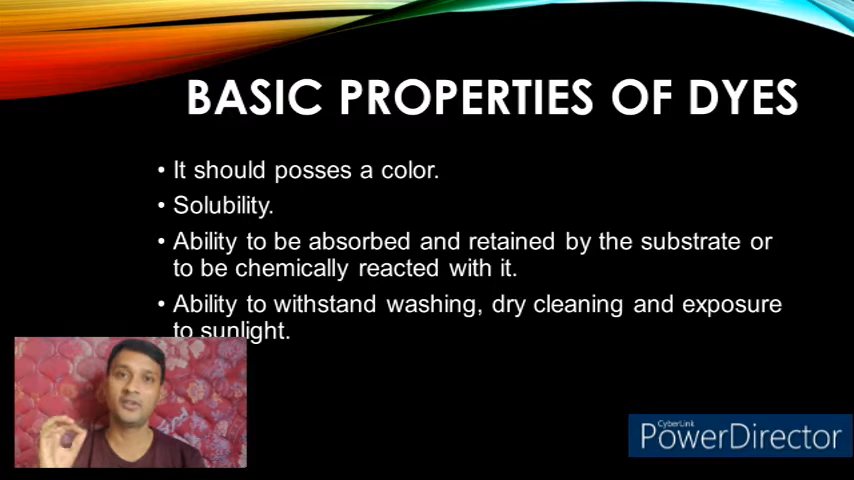 BASIC PROPERTIES OF DYES
• It should posses a color.
• Solubility.
• Ability to be absorbed and retained by the substrate or
to be chemically reacted with it.
• Ability to withstand washing, dry cleaning and exposure
to sunlight.
CyberLink
PowerDirector